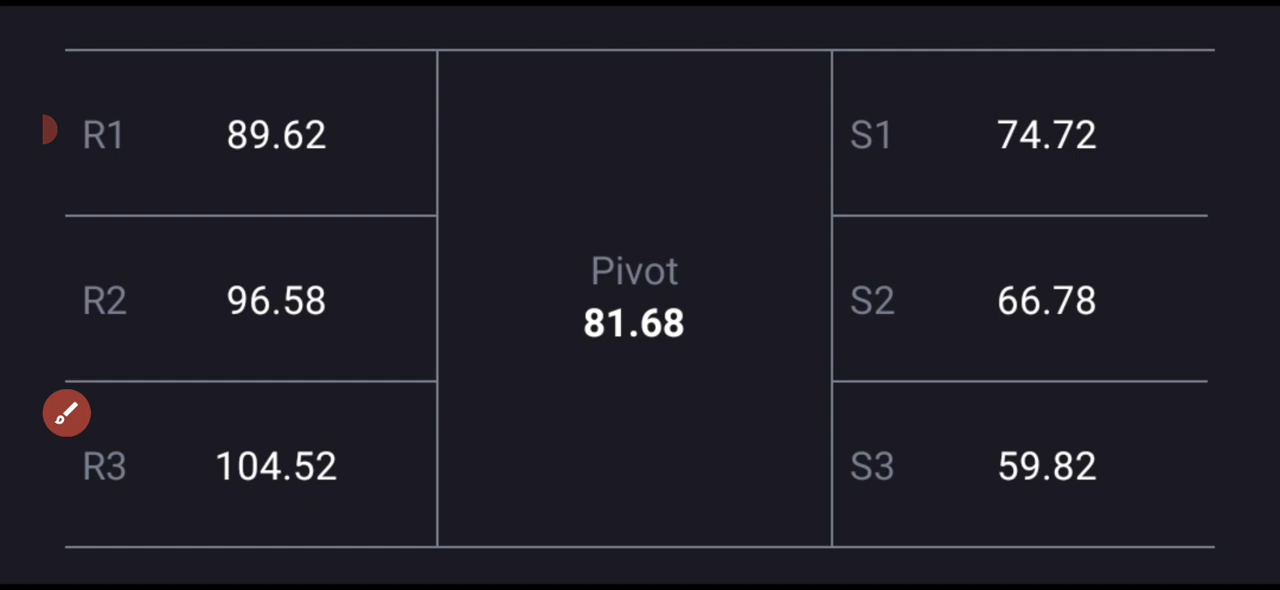 R1 89.62
R2 96.58
R3 104.52
Pivot
81.68
S1 74.72
S2 66.78
S3 59.82